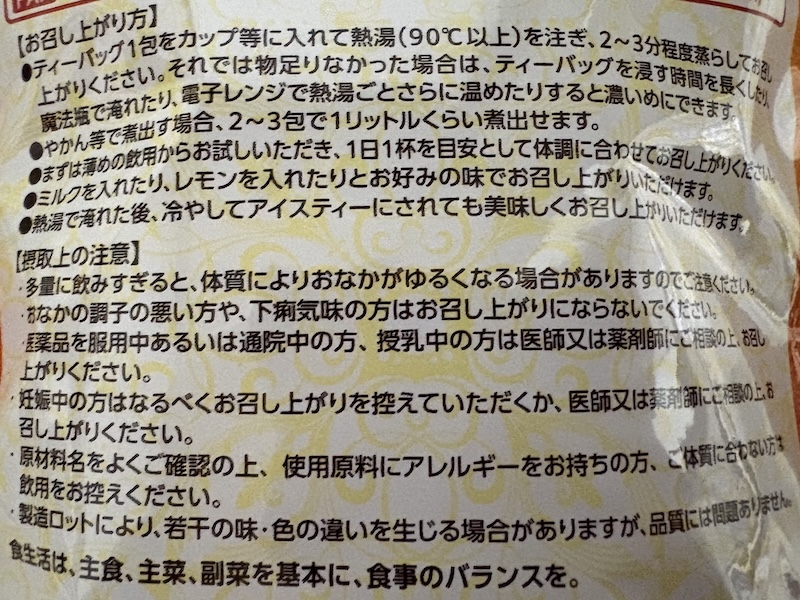 【お召し上がり方】
●ティーバッグ1包をカップ等に入れて熱湯(90℃以上)を注ぎ、2〜3分程度蒸らしてお召し
上がりください。それでは物足りなかった場合は、ティーバッグを浸す時間を長くしたり、
魔法瓶で淹れたり、電子レンジで熱湯ごとさらに温めたりすると濃いめにできます。
●やかん等で煮出す場合、2〜3包で1リットルくらい煮出せます。
●まずは薄めの飲用からお試しいただき、1日1杯を目安として体調に合わせてお召し上がりください。
●ミルクを入れたり、レモンを入れたりとお好みの味でお召し上がりいただけます。
●熱湯で淹れた後、冷やしてアイスティーにされても美味しくお召し上がりいただけます。
【摂取上の注意】
・多量に飲みすぎると、体質によりおなかがゆるくなる場合がありますのでご注意ください。
・おなかの調子の悪い方や、下痢気味の方はお召し上がりにならないでください。
・医薬品を服用中あるいは通院中の方、授乳中の方は医師又は薬剤師にご相談の上、お召し
上がりください。
・妊娠中の方はなるべくお召し上がりを控えていただくか、医師又は薬剤師にご相談の上、お
召し上がりください。
・原材料名をよくご確認の上、使用原料にアレルギーをお持ちの方、ご体質に合わない方は
飲用をお控えください。
・製造ロットにより、若干の味・色の違いを生じる場合がありますが、品質には問題ありません。
食生活は、主食、主菜、副菜を基本に、食事のバランスを。